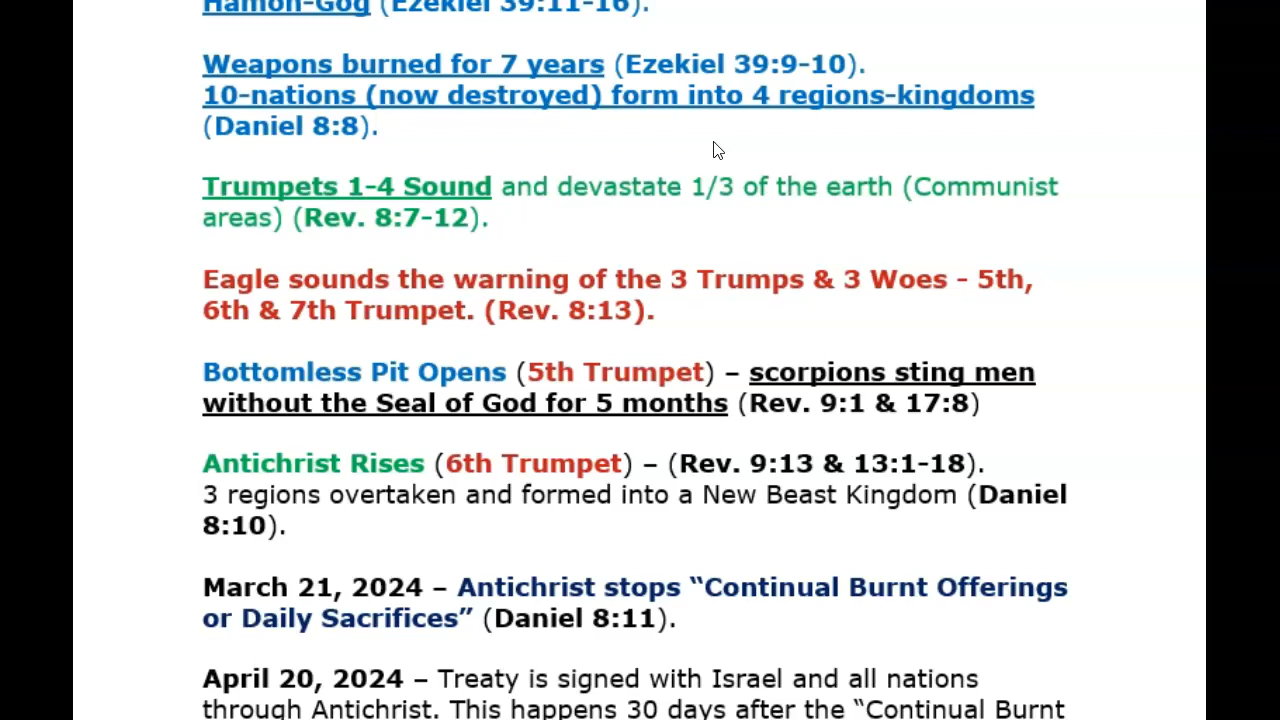 Hamon-Gog (Ezekiel 39:11-16).
Weapons burned for 7 years (Ezekiel 39:9-10).
10-nations (now destroyed) form into 4 regions-kingdoms
(Daniel 8:8).
Trumpets 1-4 Sound and devastate 1/3 of the earth (Communist
areas) (Rev. 8:7-12).
Eagle sounds the warning of the 3 Trumps & 3 Woes - 5th,
6th & 7th Trumpet. (Rev. 8:13).
Bottomless Pit Opens (5th Trumpet) – scorpions sting men
without the Seal of God for 5 months (Rev. 9:1 & 17:8)
Antichrist Rises (6th Trumpet) – (Rev. 9:13 & 13:1-18).
3 regions overtaken and formed into a New Beast Kingdom (Daniel
8:10).
March 21, 2024 – Antichrist stops “Continual Burnt Offerings
or Daily Sacrifices” (Daniel 8:11).
April 20, 2024 – Treaty is signed with Israel and all nations
through Antichrist. This happens 30 days after the “Continual Burnt